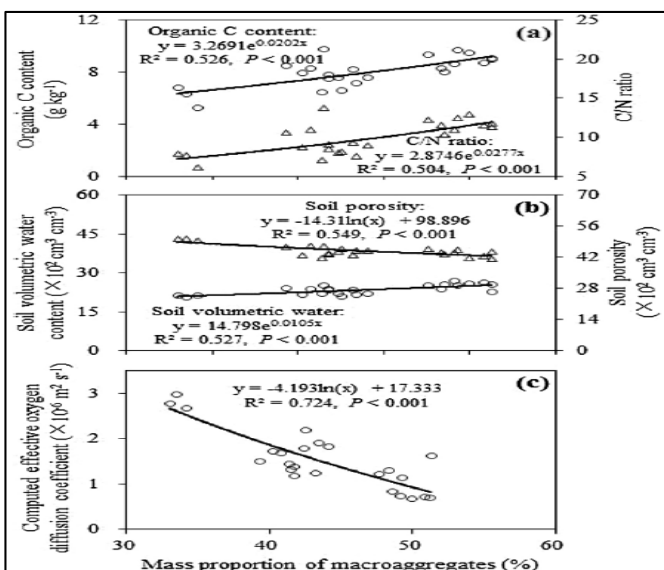 (a)
Organic C content:
y = 3.2691e^0.0202x
R² = 0.526, P < 0.001
C/N ratio:
y = 2.8746e^0.0277x
R² = 0.504, P < 0.001
Organic C content
(g kg⁻¹)
12
8
4
0
C/N ratio
25
20
15
10
5
(b)
Soil porosity:
y = -14.31ln(x) + 98.896
R² = 0.549, P < 0.001
Soil volumetric water:
y = 14.798e^0.0105x
R² = 0.527, P < 0.001
Soil volumetric water
content (×10² cm³ cm⁻³)
60
45
30
15
0
Soil porosity
(×10² cm³ cm⁻³)
70
56
42
28
14
0
(c)
y = -4.193ln(x) + 17.333
R² = 0.724, P < 0.001
Computed effective oxygen
diffusion coefficient (×10⁶ m² s⁻¹)
3
2
1
0
30 40 50 60
Mass proportion of macroaggregates (%)